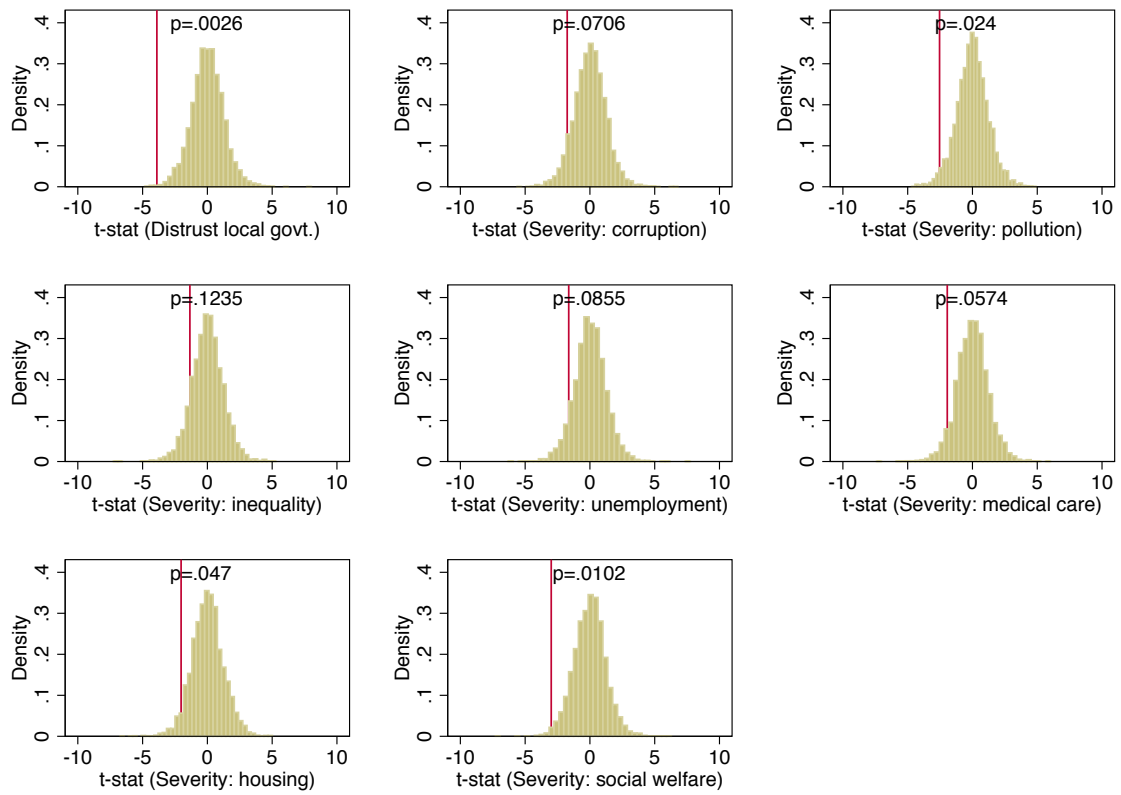 p=.0026
Density
0 .1 .2 .3 .4
-10 -5 0 5 10
t-stat (Distrust local govt.)
p=.0706
Density
0 .1 .2 .3 .4
-10 -5 0 5 10
t-stat (Severity: corruption)
p=.024
Density
0 .1 .2 .3 .4
-10 -5 0 5 10
t-stat (Severity: pollution)
p=.1235
Density
0 .1 .2 .3 .4
-10 -5 0 5 10
t-stat (Severity: inequality)
p=.0855
Density
0 .1 .2 .3 .4
-10 -5 0 5 10
t-stat (Severity: unemployment)
p=.0574
Density
0 .1 .2 .3 .4
-10 -5 0 5 10
t-stat (Severity: medical care)
p=.047
Density
0 .1 .2 .3 .4
-10 -5 0 5 10
t-stat (Severity: housing)
p=.0102
Density
0 .1 .2 .3 .4
-10 -5 0 5 10
t-stat (Severity: social welfare)